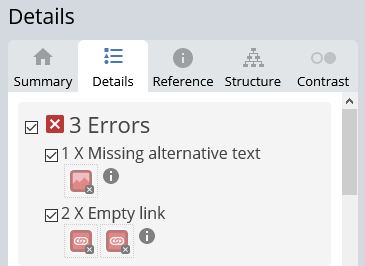 Details
Summary Details Reference Structure Contrast
3 Errors
1 X Missing alternative text
2 X Empty link